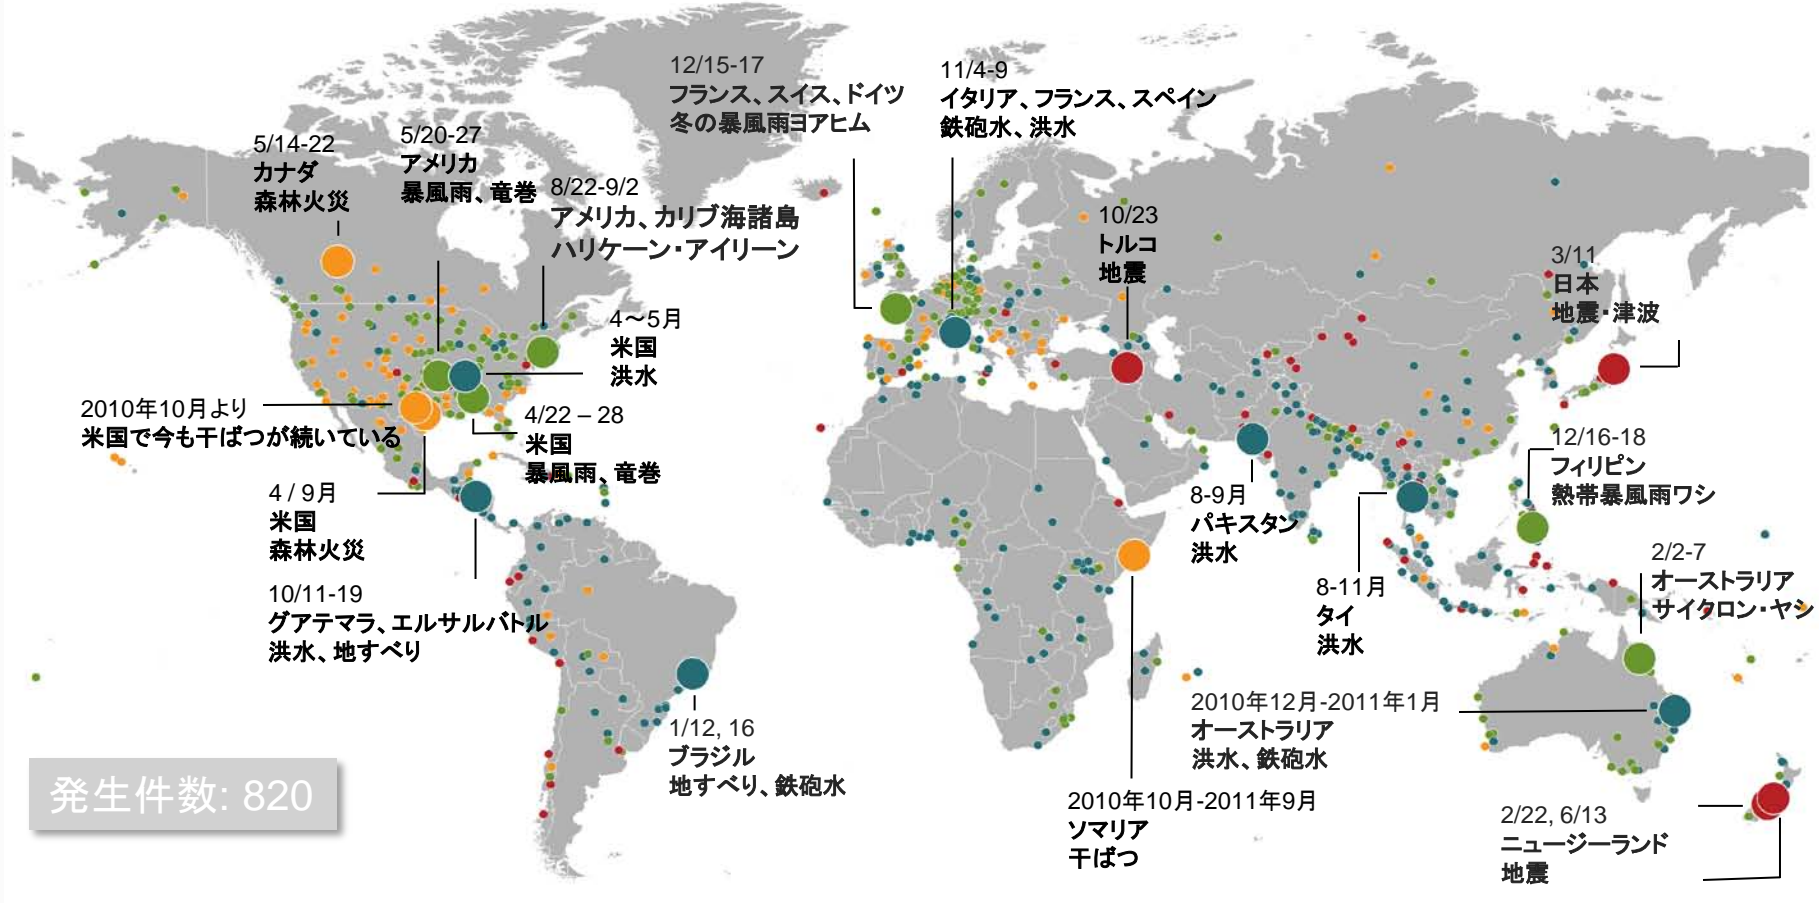 12/15-17
フランス、スイス、ドイツ
冬の暴風雨ヨアヒム
11/4-9
イタリア、フランス、スペイン
鉄砲水、洪水
5/14-22
カナダ
森林火災
5/20-27
アメリカ
暴風雨、竜巻
8/22-9/2
アメリカ、カリブ海諸島
ハリケーン・アイリーン
10/23
トルコ
地震
3/11
日本
地震・津波
4～5月
米国
洪水
2010年10月より
米国で今も干ばつが続いている
4/22 – 28
米国
暴風雨、竜巻
4 / 9月
米国
森林火災
10/11-19
グアテマラ、エルサルバトル
洪水、地すべり
8-9月
パキスタン
洪水
12/16-18
フィリピン
熱帯暴風雨ワシ
8-11月
タイ
洪水
2/2-7
オーストラリア
サイクロン・ヤシ
1/12, 16
ブラジル
地すべり、鉄砲水
2010年12月-2011年1月
オーストラリア
洪水、鉄砲水
2010年10月-2011年9月
ソマリア
干ばつ
2/22, 6/13
ニュージーランド
地震
発生件数: 820